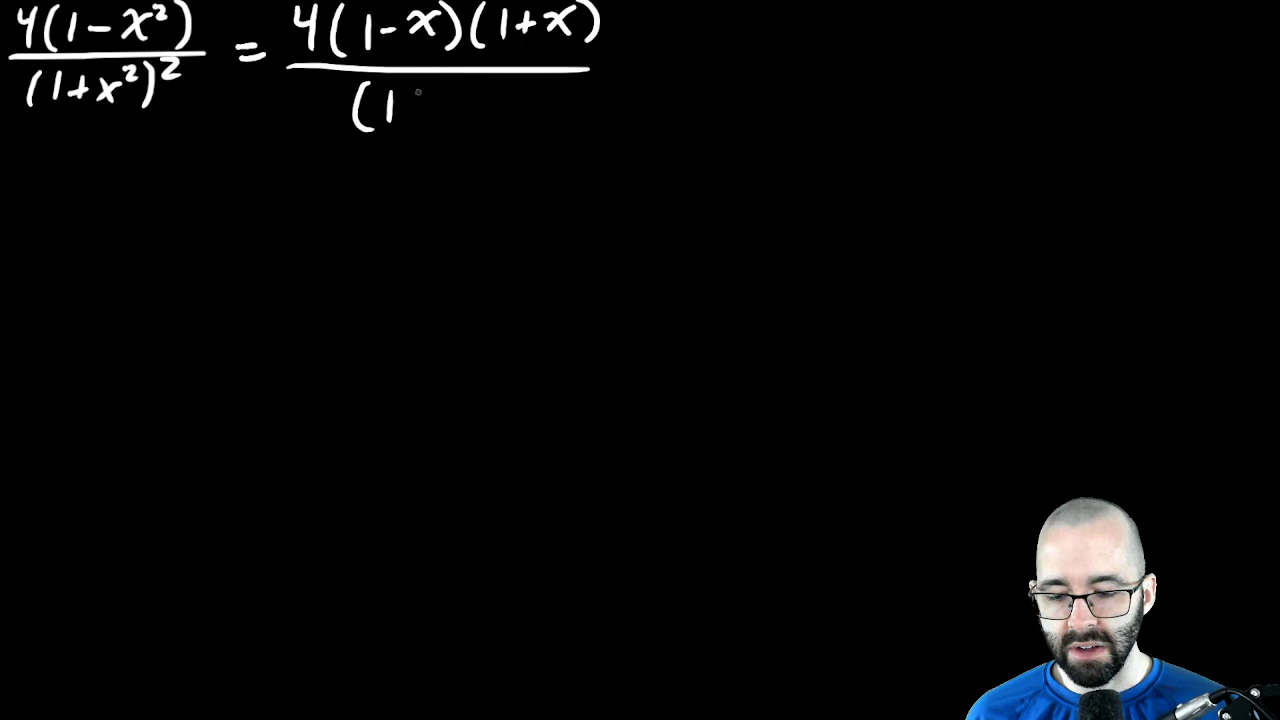 4(1-x²)/(1+x²)² = 4(1-x)(1+x)/(1